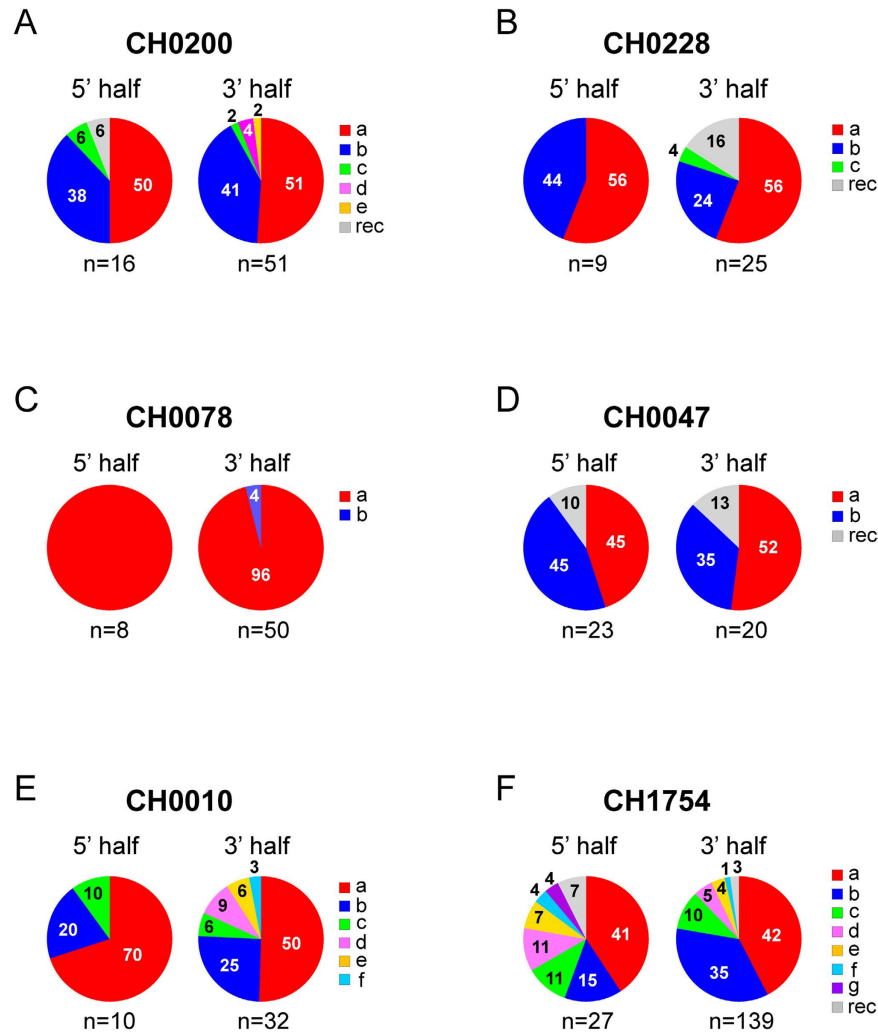 A
CH0200
5’ half
3’ half
50
38
6
6
51
41
2
4
2
a
b
c
d
e
rec
n=16
n=51
B
CH0228
5’ half
3’ half
56
44
56
24
4
16
a
b
c
rec
n=9
n=25
C
CH0078
5’ half
3’ half
4
96
a
b
n=8
n=50
D
CH0047
5’ half
3’ half
45
45
10
52
35
13
a
b
rec
n=23
n=20
E
CH0010
5’ half
3’ half
70
20
10
50
25
6
9
6
3
a
b
c
d
e
f
n=10
n=32
F
CH1754
5’ half
3’ half
41
15
11
11
7
4
4
7
42
35
10
5
4
1
3
a
b
c
d
e
f
g
rec
n=27
n=139